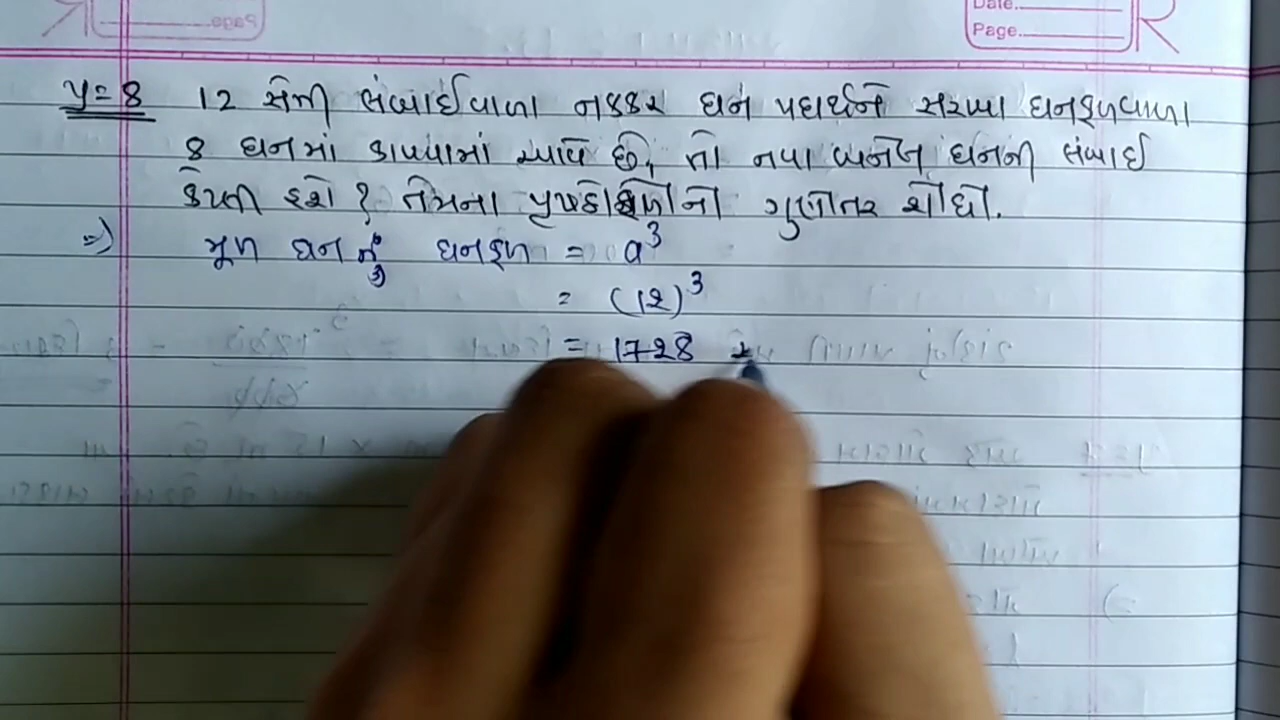 Date.
Page.
પ્ર=8 12 સેમી લંબાઈવાળા નક્કર ઘન પદાર્થને સરખા ઘનફળવાળા
8 ઘનમાં કાપવામાં આવે છે, તો નવા બનેલ ઘનની લંબાઈ
કેટલી હશે? તેમના પૃષ્ઠફળોનો ગુણોત્તર શોધો.
=) મૂળ ઘન નું ઘનફળ = a³
= (12)³
= 1728